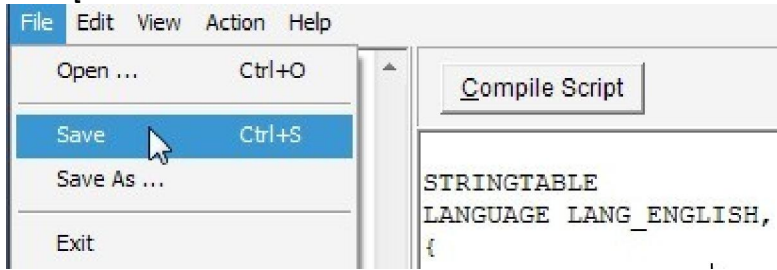 File Edit View Action Help
Open ... Ctrl+O
Save Ctrl+S
Save As ...
Exit
Compile Script
STRINGTABLE
LANGUAGE LANG_ENGLISH,
{